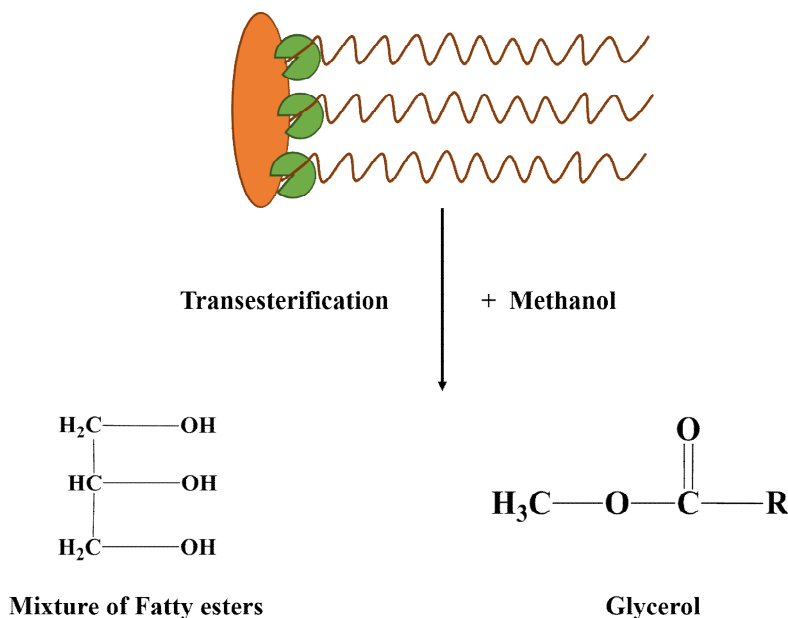 Transesterification + Methanol
H₂C OH
HC OH
H₂C OH
O
H₃C O C R
Mixture of Fatty esters
Glycerol